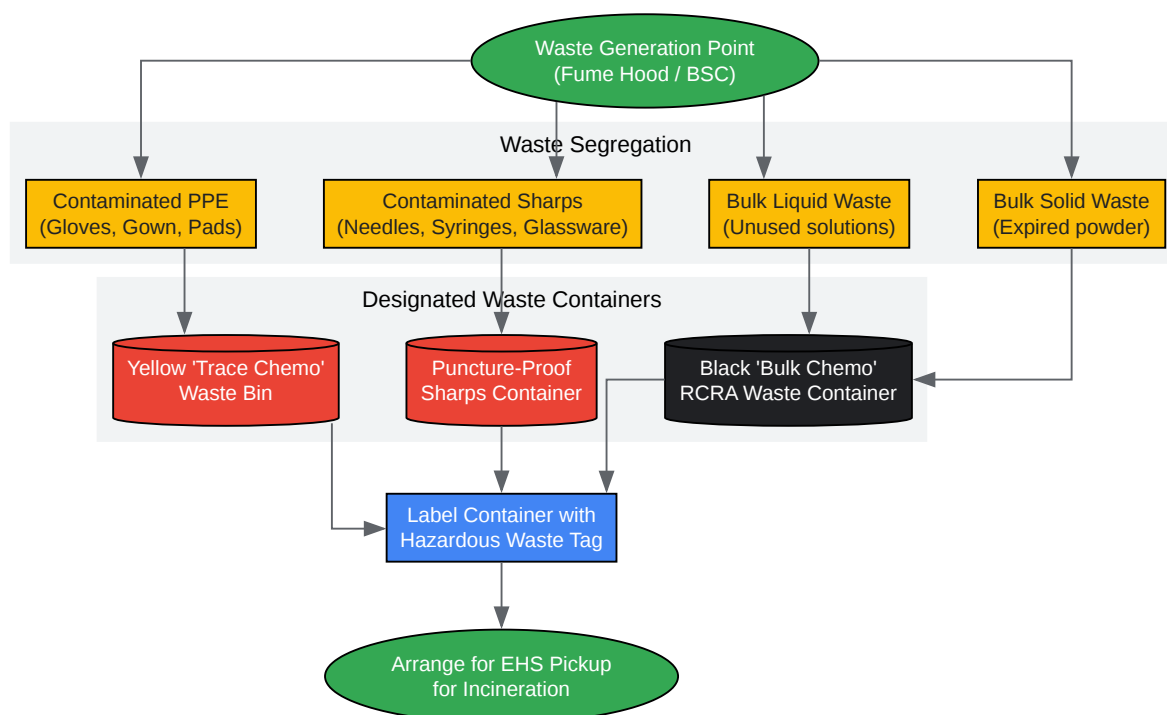 Waste Generation Point
(Fume Hood / BSC)
Waste Segregation
Contaminated PPE
(Gloves, Gown, Pads)
Contaminated Sharps
(Needles, Syringes, Glassware)
Bulk Liquid Waste
(Unused solutions)
Bulk Solid Waste
(Expired powder)
Designated Waste Containers
Yellow 'Trace Chemo'
Waste Bin
Puncture-Proof
Sharps Container
Black 'Bulk Chemo'
RCRA Waste Container
Label Container with
Hazardous Waste Tag
Arrange for EHS Pickup
for Incineration